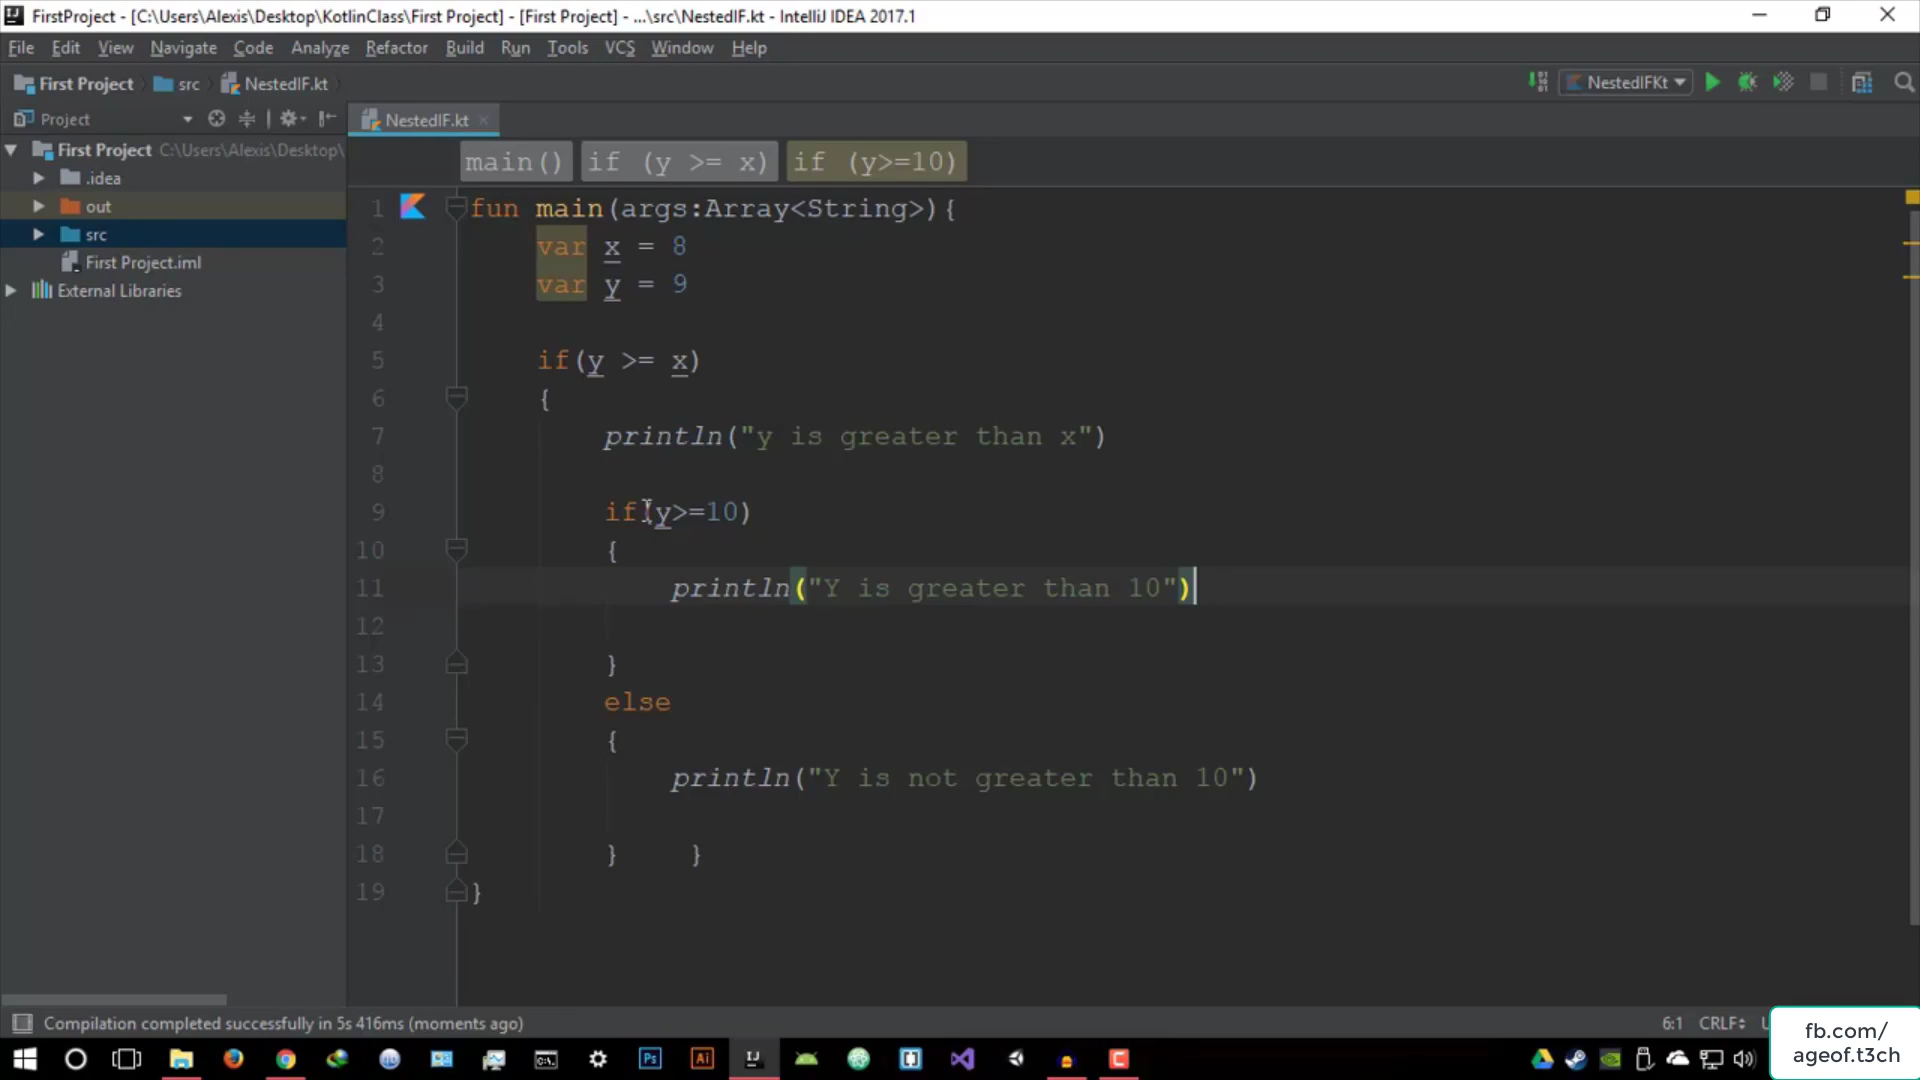 FirstProject - [C:\Users\Alexis\Desktop\KotlinClass\First Project] - [First Project] - ...\src\NestedIF.kt - IntelliJ IDEA 2017.1
File Edit View Navigate Code Analyze Refactor Build Run Tools VCS Window Help
First Project src NestedIF.kt NestedIFKt
Project NestedIF.kt
First Project C:\Users\Alexis\Desktop\
.idea
out
src
First Project.iml
External Libraries
main() if (y >= x) if (y>=10)
1 fun main(args:Array<String>){
2 var x = 8
3 var y = 9
4
5 if(y >= x)
6 {
7 println("y is greater than x")
8
9 if(y>=10)
10 {
11 println("Y is greater than 10")
12
13 }
14 else
15 {
16 println("Y is not greater than 10")
17
18 } }
19 }
Compilation completed successfully in 5s 416ms (moments ago) 6:1 CRLF
fb.com/
ageof.t3ch
Ps Ai